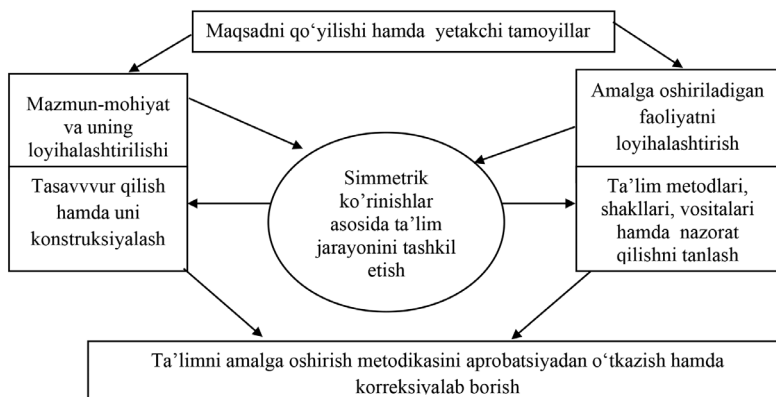 Maqsadni qo‘yilishi hamda yetakchi tamoyillar
Mazmun-mohiyat
va uning
loyihalashtirilishi
Amalga oshiriladigan
faoliyatni
loyihalashtirish
Simmetrik
ko’rinishlar
asosida ta’lim
jarayonini tashkil
etish
Tasavvvur qilish
hamda uni
konstruksiyalash
Ta’lim metodlari,
shakllari, vositalari
hamda nazorat
qilishni tanlash
Ta’limni amalga oshirish metodikasini aprobatsiyadan o‘tkazish hamda
korreksiyalab borish